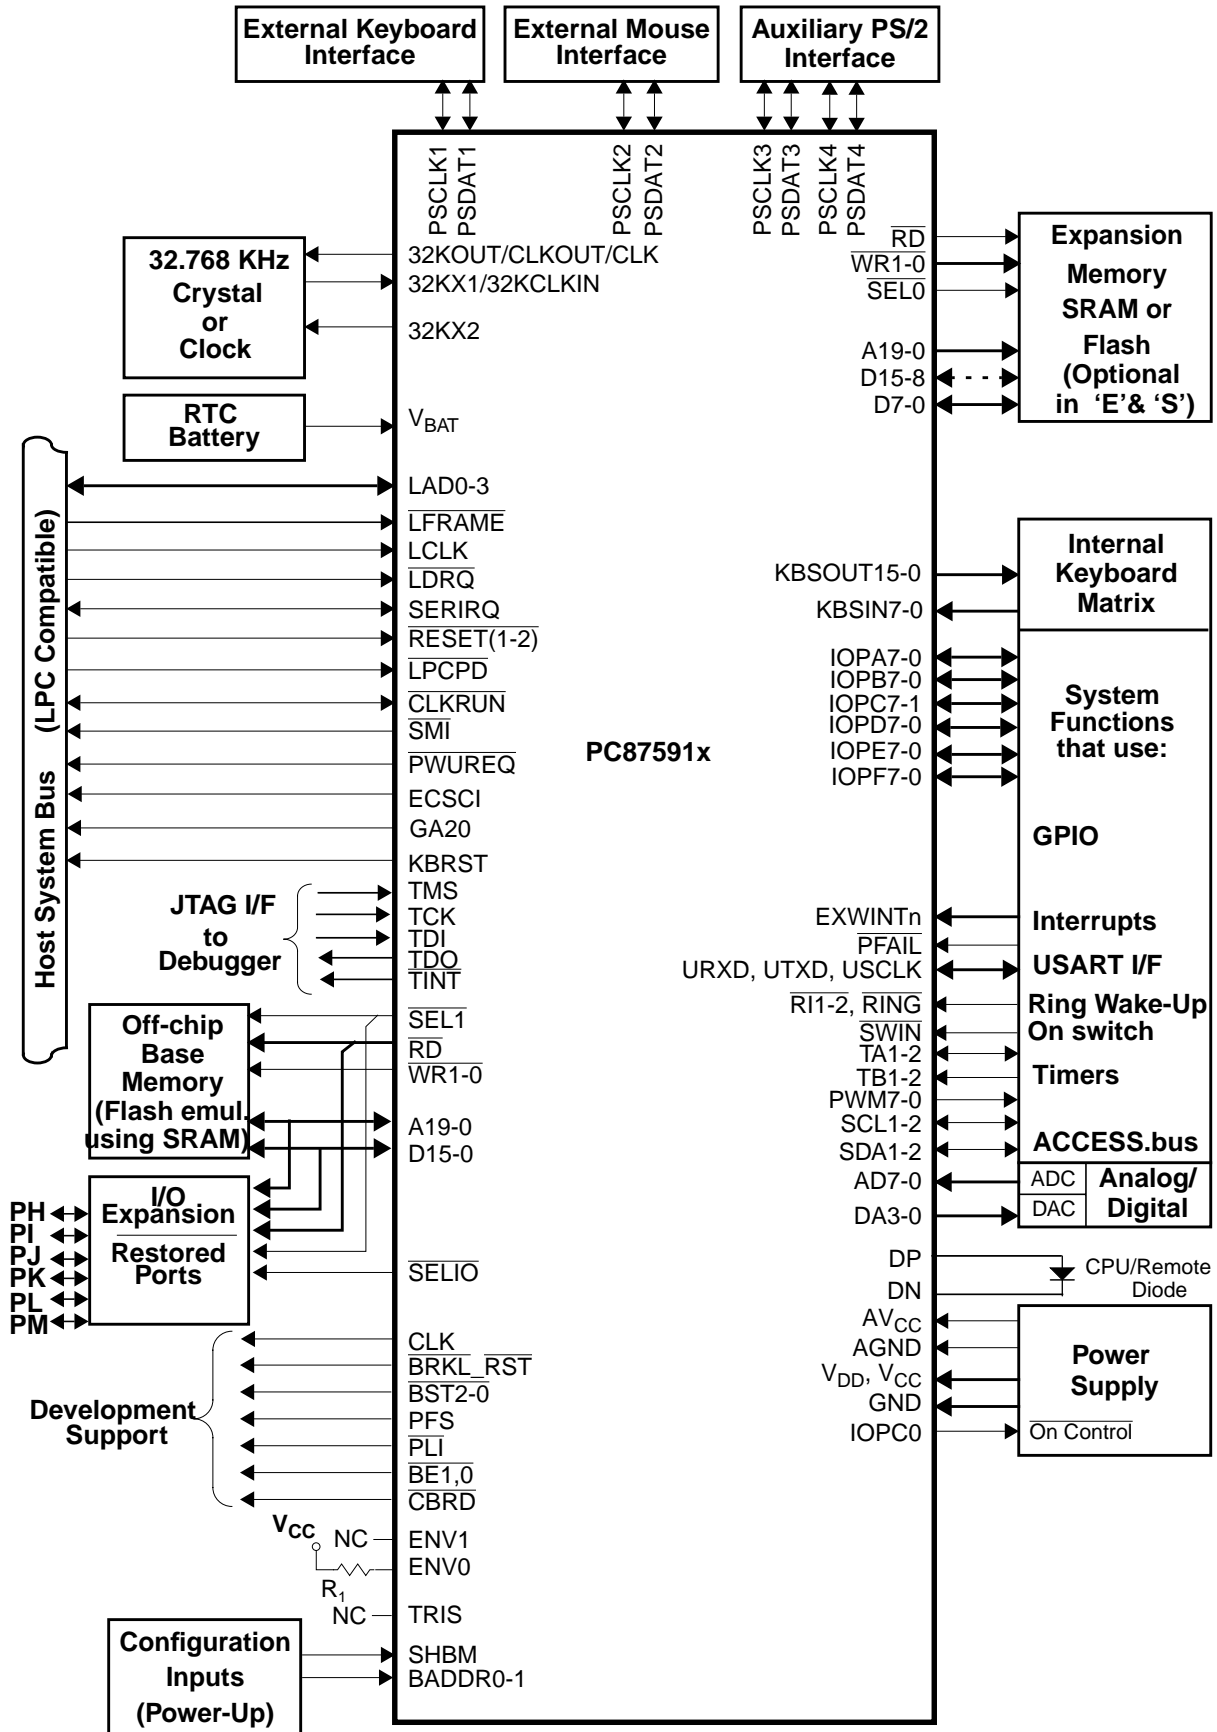 External Keyboard
Interface
External Mouse
Interface
Auxiliary PS/2
Interface
PSCLK1
PSDAT1
PSCLK2
PSDAT2
PSCLK3
PSDAT3
PSCLK4
PSDAT4
32.768 KHz
Crystal
or
Clock
32KOUT/CLKOUT/CLK
32KX1/32KCLKIN
32KX2
RTC
Battery
VBAT
Host System Bus (LPC Compatible)
LAD0-3
LFRAME
LCLK
LDRQ
SERIRQ
RESET(1-2)
LPCPD
CLKRUN
SMI
PWUREQ
ECSCI
GA20
KBRST
JTAG I/F
to
Debugger
TMS
TCK
TDI
TDO
TINT
Off-chip
Base
Memory
(Flash emul.
using SRAM)
SEL1
RD
WR1-0
A19-0
D15-0
I/O
Expansion
Restored
Ports
PH
PI
PJ
PK
PL
PM
SELIO
Development
Support
CLK
BRKL_RST
BST2-0
PFS
PLI
BE1,0
CBRD
VCC
NC
ENV1
ENV0
R1
NC
TRIS
Configuration
Inputs
(Power-Up)
SHBM
BADDR0-1
PC87591x
RD
WR1-0
SEL0
A19-0
D15-8
D7-0
Expansion
Memory
SRAM or
Flash
(Optional
in 'E'& 'S')
KBSOUT15-0
KBSIN7-0
Internal
Keyboard
Matrix
IOPA7-0
IOPB7-0
IOPC7-1
IOPD7-0
IOPE7-0
IOPF7-0
System
Functions
that use:
GPIO
EXWINTn
Interrupts
PFAIL
URXD, UTXD, USCLK
USART I/F
RI1-2, RING
Ring Wake-Up
SWIN
On switch
TA1-2
TB1-2
Timers
PWM7-0
SCL1-2
SDA1-2
ACCESS.bus
AD7-0
ADC
Analog/
Digital
DA3-0
DAC
DP
DN
CPU/Remote
Diode
AVCC
AGND
VDD, VCC
GND
IOPC0
Power
Supply
On Control